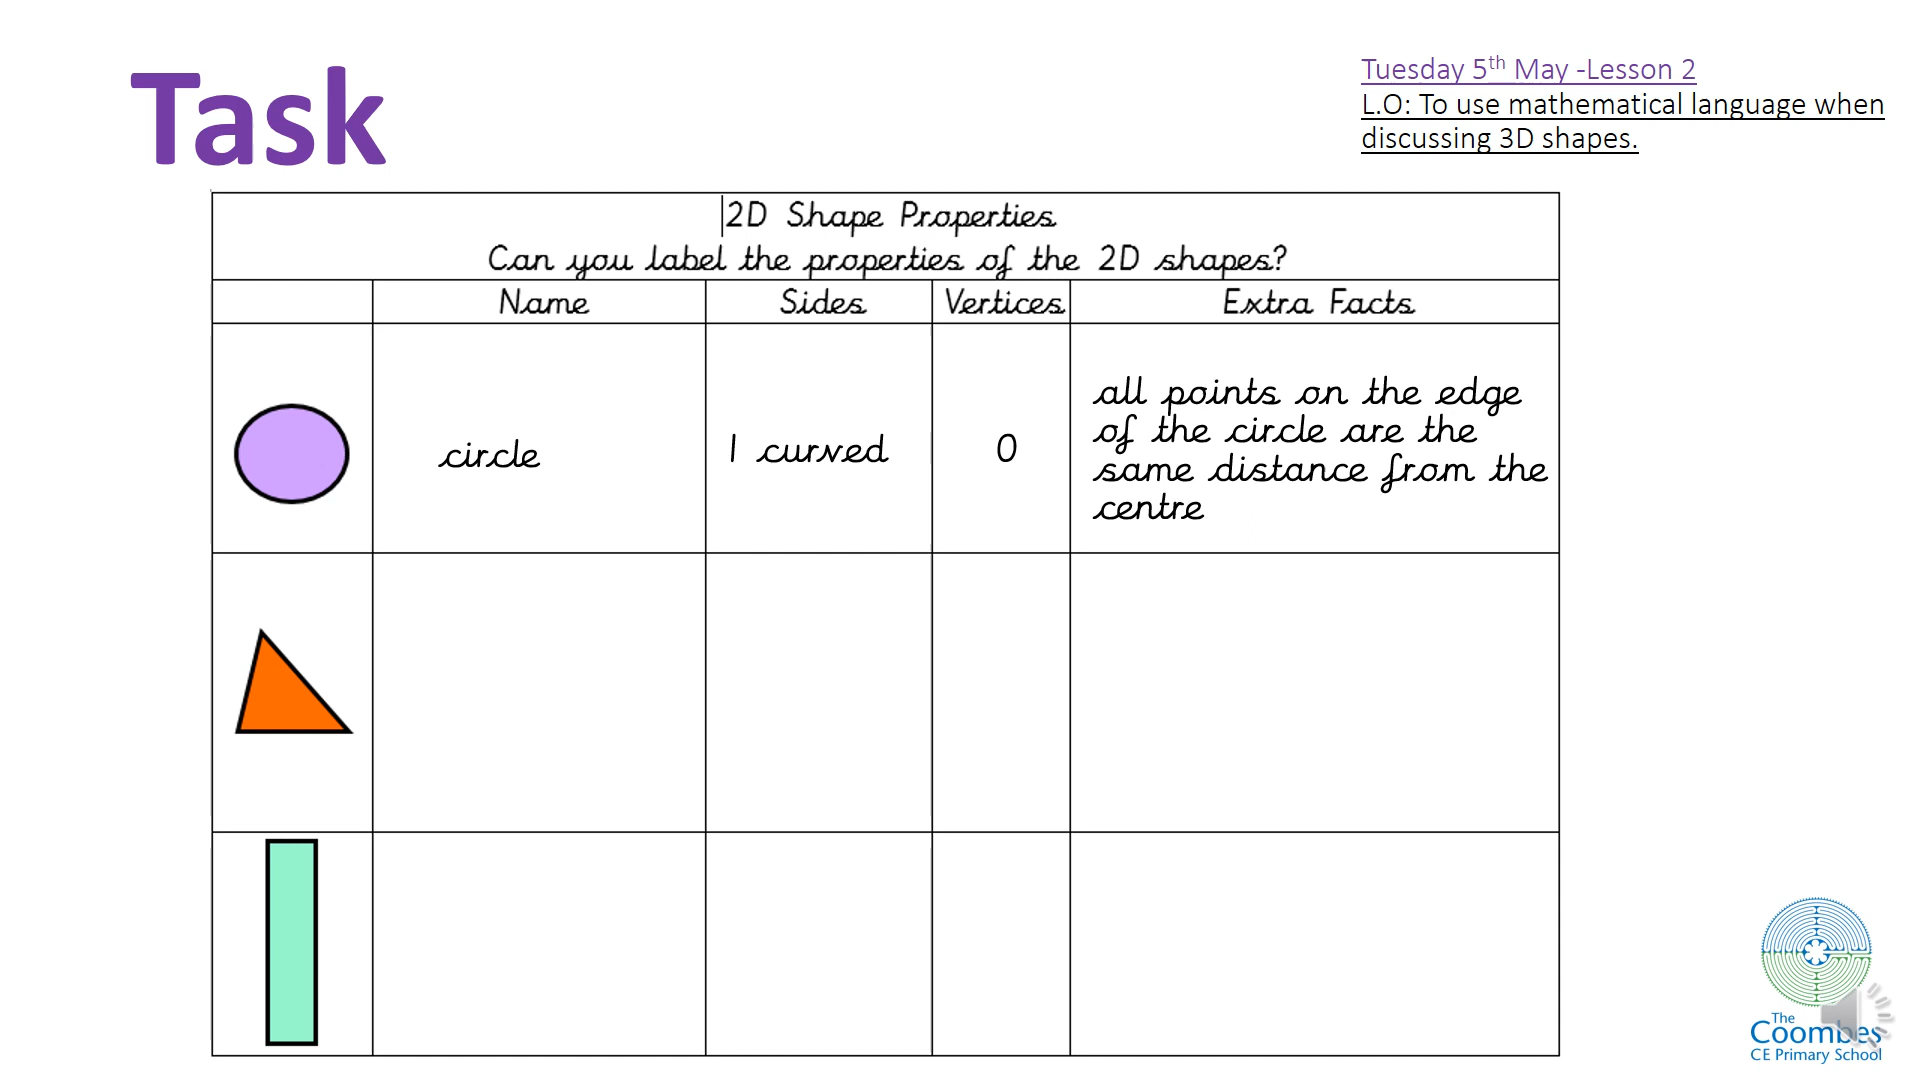 Task
Tuesday 5th May -Lesson 2
L.O: To use mathematical language when
discussing 3D shapes.
2D Shape Properties
Can you label the properties of the 2D shapes?
Name Sides Vertices Extra Facts
circle 1 curved 0
all points on the edge
of the circle are the
same distance from the
centre
The
Coombes
CE Primary School